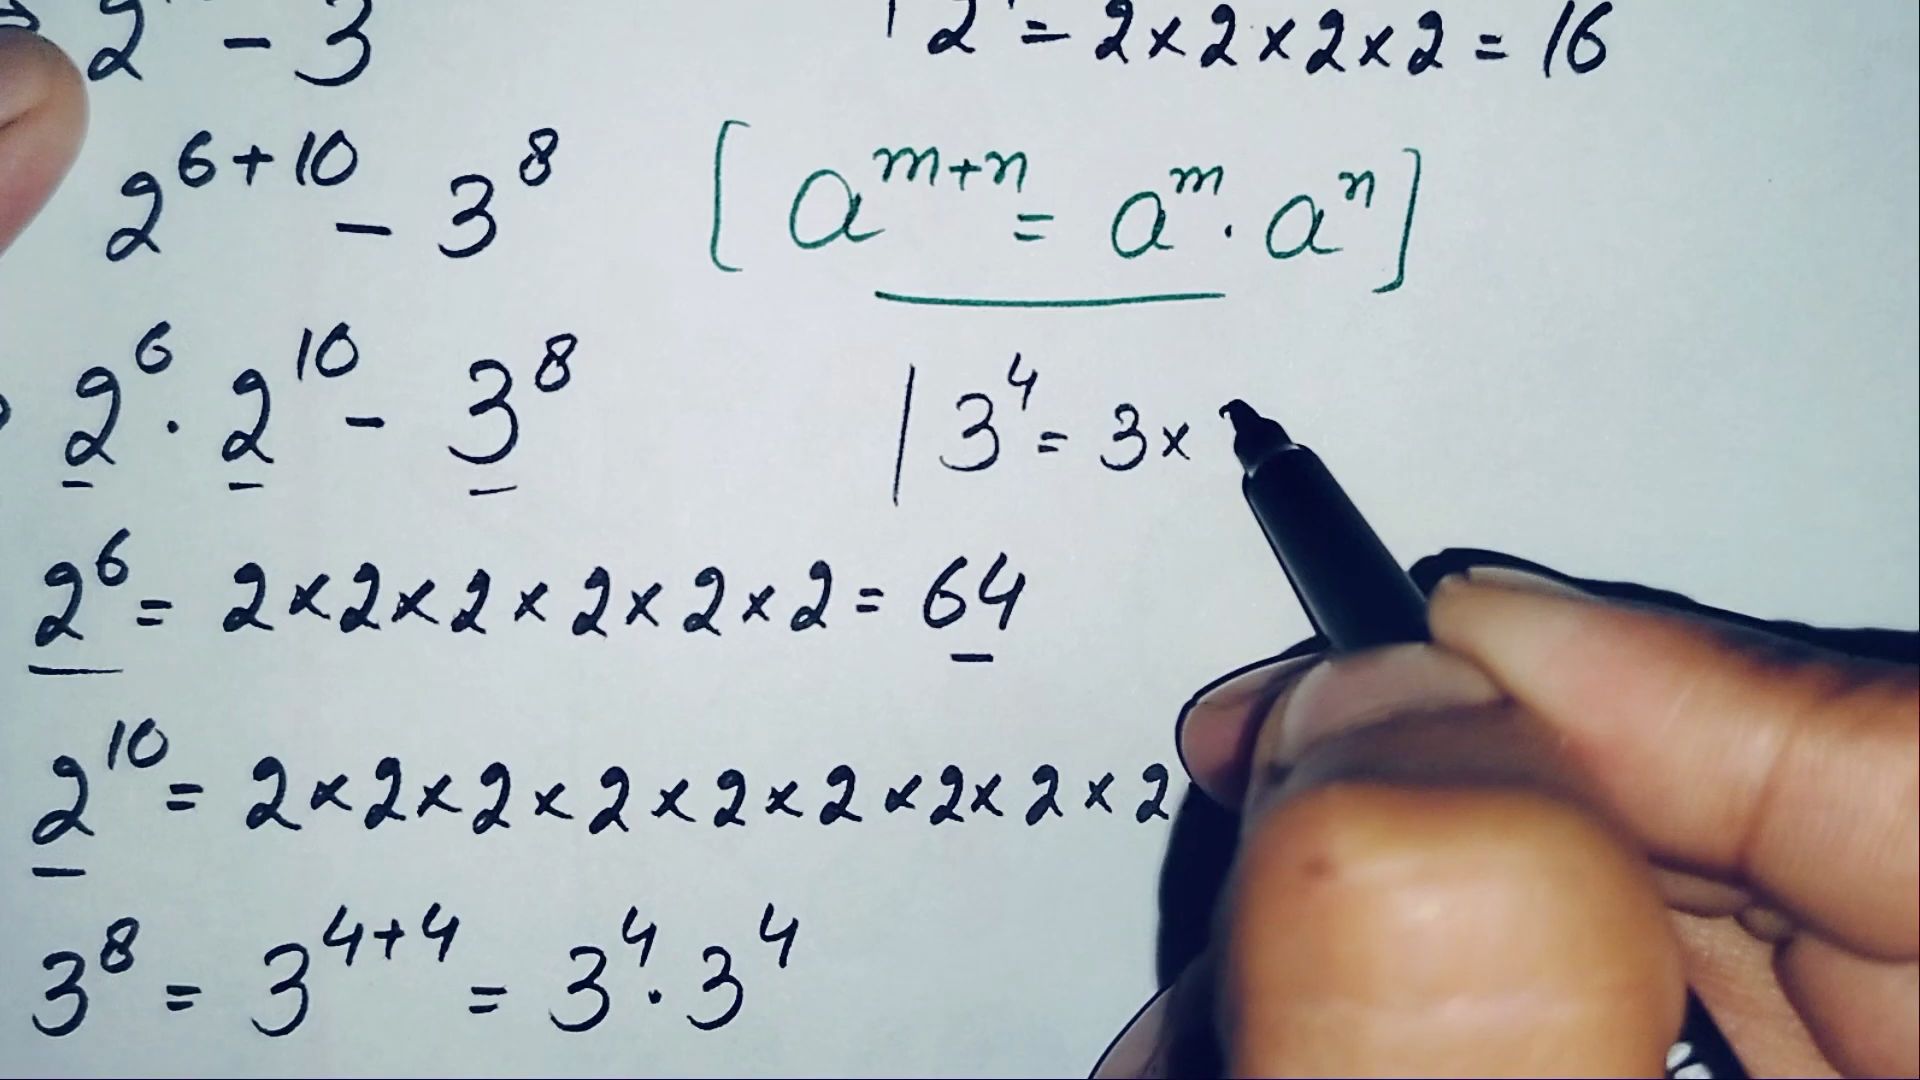 2 - 3
2 = 2 × 2 × 2 × 2 = 16
2^{6+10} - 3^8 [a^{m+n} = a^m · a^n]
2^6 · 2^{10} - 3^8 | 3^4 = 3 ×
2^6 = 2 × 2 × 2 × 2 × 2 × 2 = 64
2^{10} = 2 × 2 × 2 × 2 × 2 × 2 × 2 × 2 × 2
3^8 = 3^{4+4} = 3^4 · 3^4